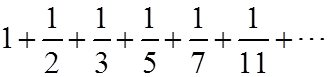 1 + 1/2 + 1/3 + 1/5 + 1/7 + 1/11 + ⋯